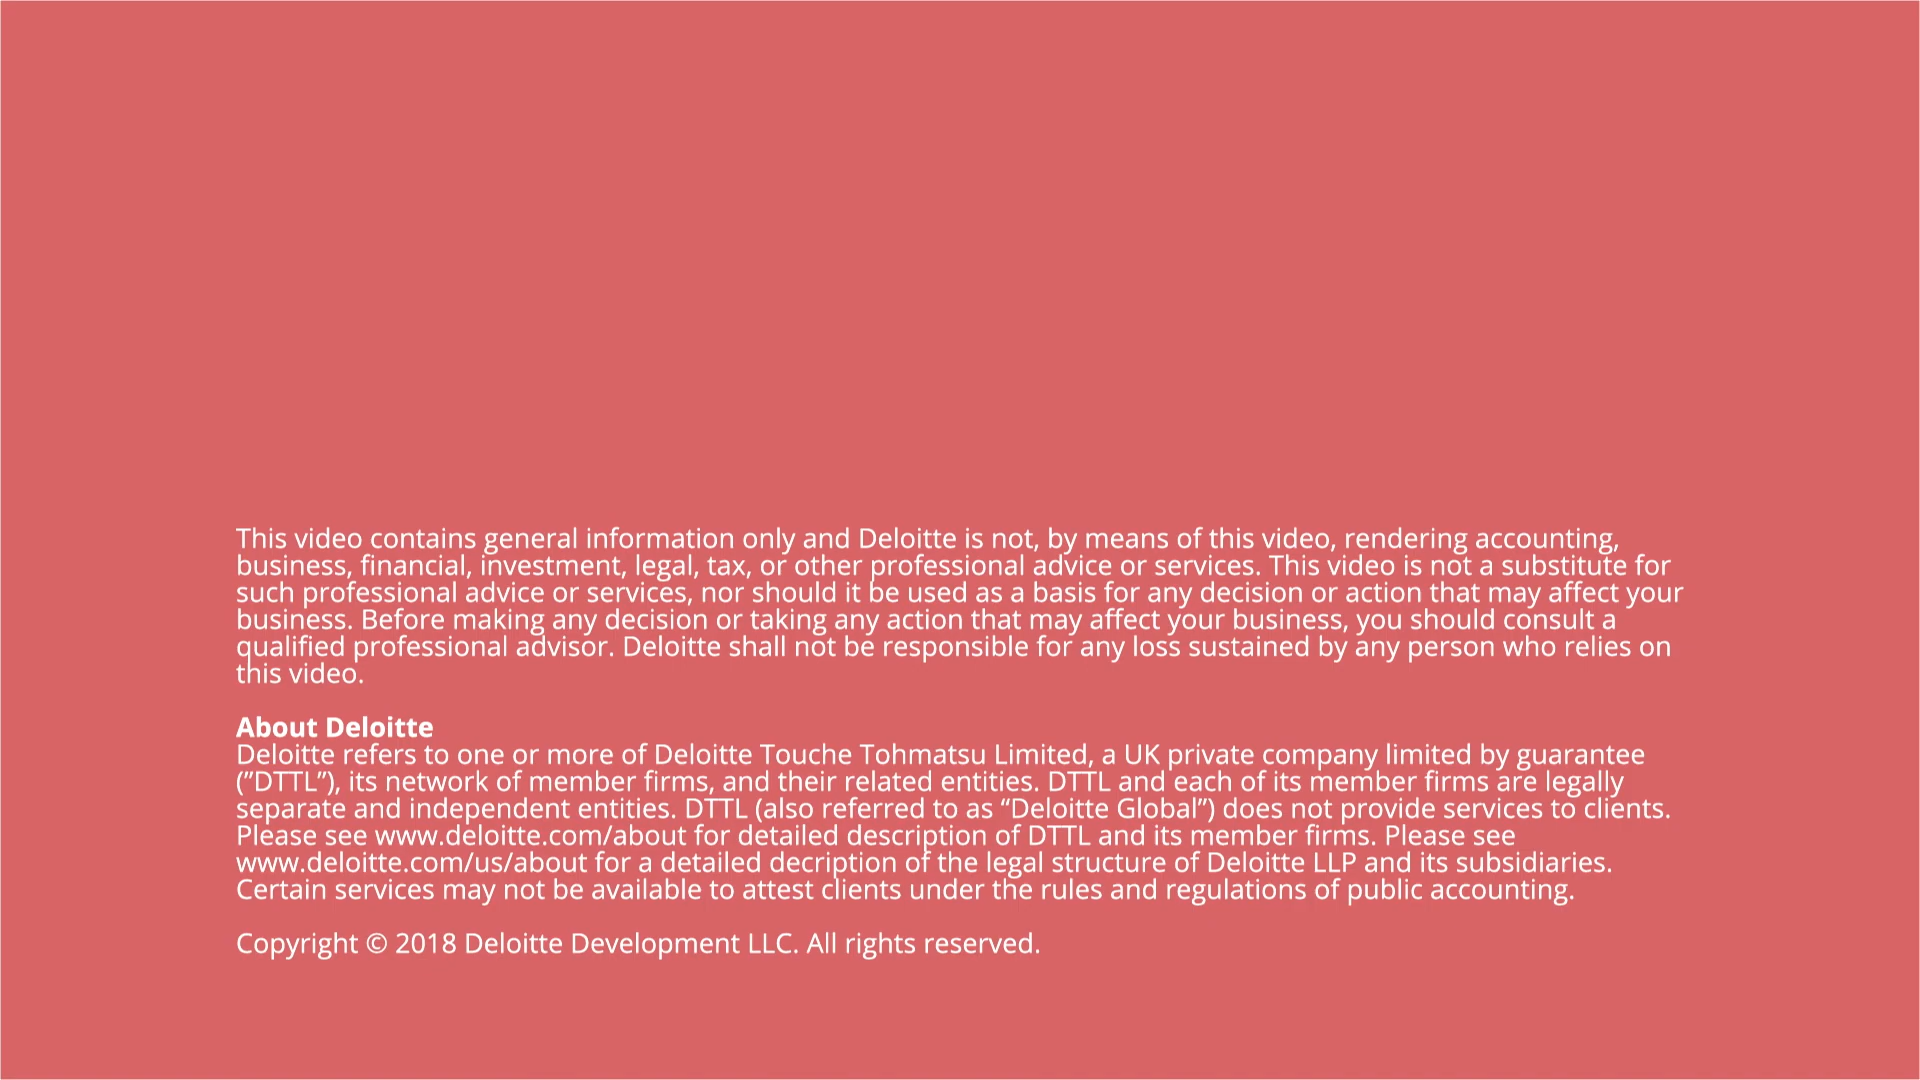 This video contains general information only and Deloitte is not, by means of this video, rendering accounting,
business, financial, investment, legal, tax, or other professional advice or services. This video is not a substitute for
such professional advice or services, nor should it be used as a basis for any decision or action that may affect your
business. Before making any decision or taking any action that may affect your business, you should consult a
qualified professional advisor. Deloitte shall not be responsible for any loss sustained by any person who relies on
this video.
About Deloitte
Deloitte refers to one or more of Deloitte Touche Tohmatsu Limited, a UK private company limited by guarantee
(”DTTL”), its network of member firms, and their related entities. DTTL and each of its member firms are legally
separate and independent entities. DTTL (also referred to as “Deloitte Global”) does not provide services to clients.
Please see www.deloitte.com/about for detailed description of DTTL and its member firms. Please see
www.deloitte.com/us/about for a detailed decription of the legal structure of Deloitte LLP and its subsidiaries.
Certain services may not be available to attest clients under the rules and regulations of public accounting.
Copyright © 2018 Deloitte Development LLC. All rights reserved.